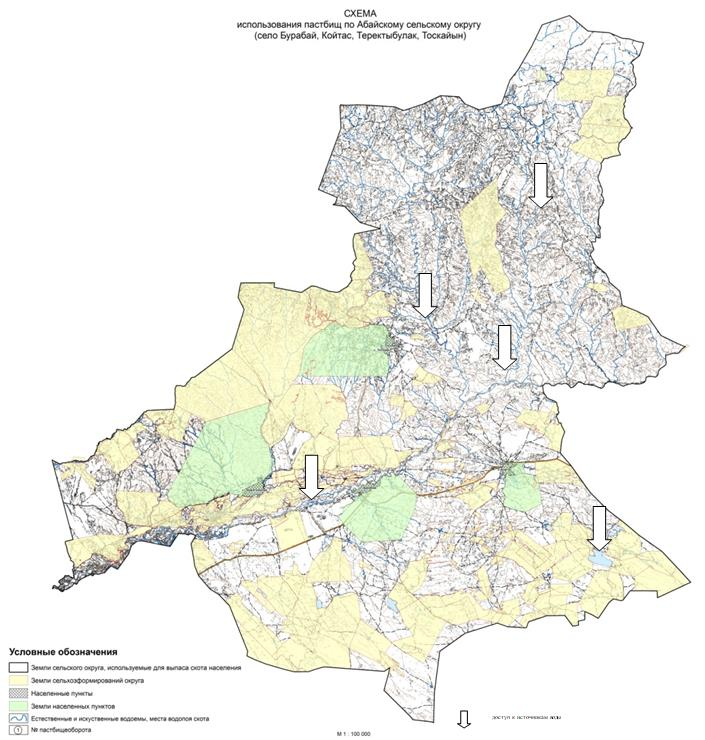 СХЕМА
использования пастбищ по Абайскому сельскому округу
(село Бурабай, Койтас, Теректыбулак, Тоскайын)
Условные обозначения
Земли сельского округа, используемые для выпаса скота населения
Земли сельхозформирований округа
Населенные пункты
Земли населенных пунктов
Естественные и искуственные водоемы, места водопоя скота
1 № пастбищеоборота
доступ к источникам воды
М 1 : 100 000